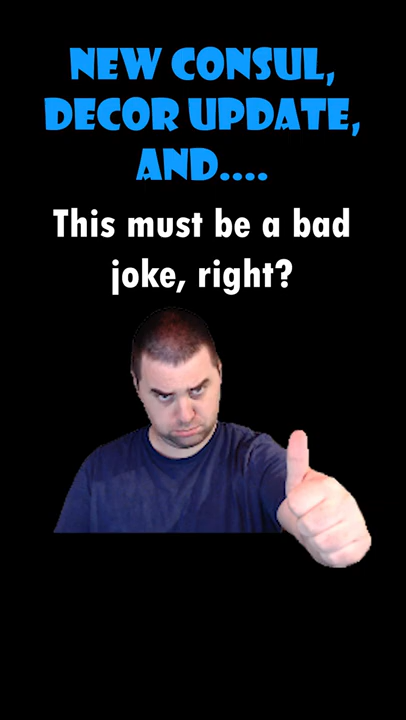 NEW CONSUL,
DECOR UPDATE,
AND....
This must be a bad
joke, right?